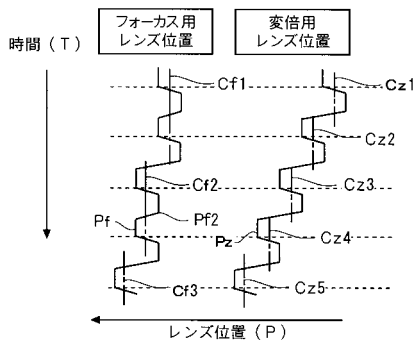 フォーカス用
レンズ位置
変倍用
レンズ位置
時間(T)
Cf1
Cz1
Cz2
Cf2
Cz3
Pf
Pf2
Pz
Cz4
Cf3
Cz5
レンズ位置(P)